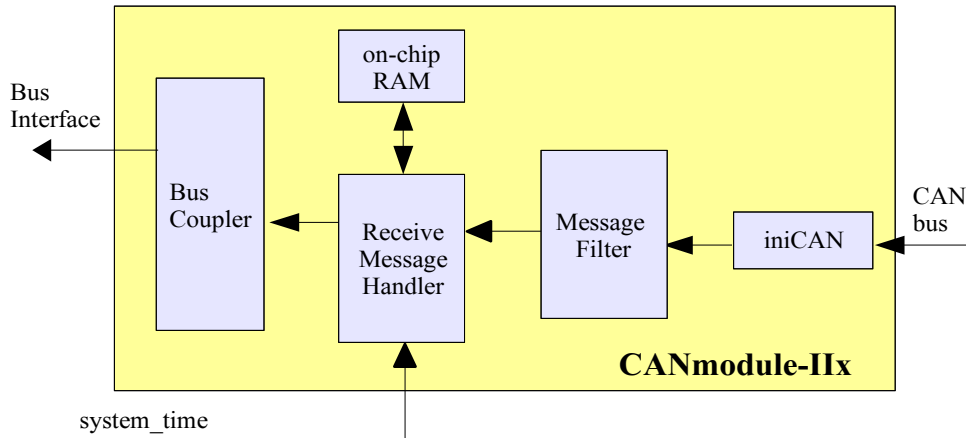 on-chip
RAM
Bus
Interface
Bus
Coupler
Receive
Message
Handler
Message
Filter
iniCAN
CAN
bus
CANmodule-IIx
system_time